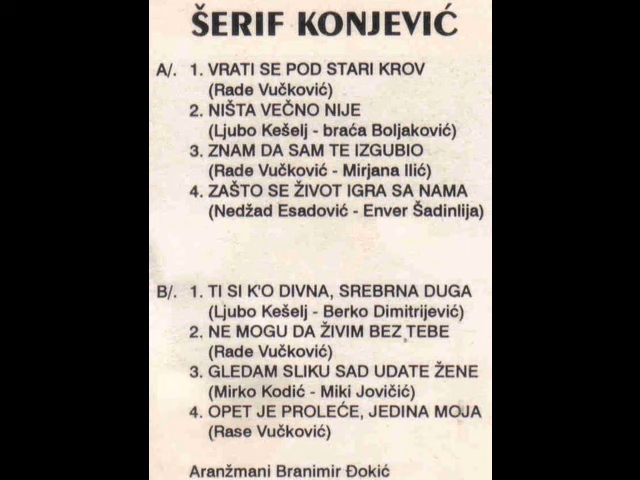 ŠERIF KONJEVIĆ
A/. 1. VRATI SE POD STARI KROV
(Rade Vučković)
2. NIŠTA VEČNO NIJE
(Ljubo Kešelj - braća Boljaković)
3. ZNAM DA SAM TE IZGUBIO
(Rade Vučković - Mirjana Ilić)
4. ZAŠTO SE ŽIVOT IGRA SA NAMA
(Nedžad Esadović - Enver Šadinlija)
B/. 1. TI SI K'O DIVNA, SREBRNA DUGA
(Ljubo Kešelj - Berko Dimitrijević)
2. NE MOGU DA ŽIVIM BEZ TEBE
(Rade Vučković)
3. GLEDAM SLIKU SAD UDATE ŽENE
(Mirko Kodić - Miki Jovičić)
4. OPET JE PROLEĆE, JEDINA MOJA
(Rase Vučković)
Aranžmani Branimir Đokić